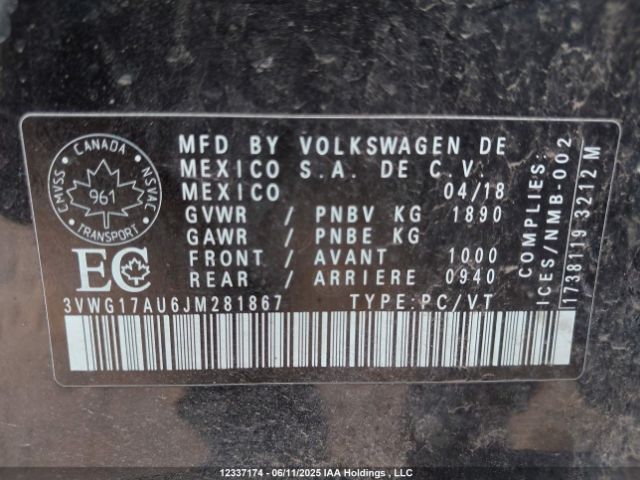 CANADA
CMVSS
961
NSVAC
TRANSPORT
EC
MFD BY VOLKSWAGEN DE
MEXICO S.A. DE C.V.
MEXICO 04/18
GVWR / PNBV KG 1890
GAWR / PNBE KG
FRONT / AVANT 1000
REAR / ARRIERE 0940
3VWG17AU6JM281867 TYPE:PC/VT
COMPLIES:
ICES/NMB-002
1738119 3212 M
12337174 - 06/11/2025 IAA Holdings , LLC